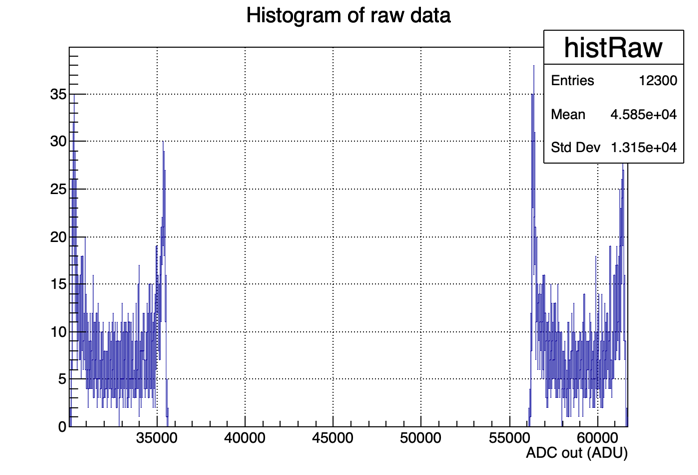 Histogram of raw data
histRaw
Entries 12300
Mean 4.585e+04
Std Dev 1.315e+04
35
30
25
20
15
10
5
0
35000 40000 45000 50000 55000 60000
ADC out (ADU)